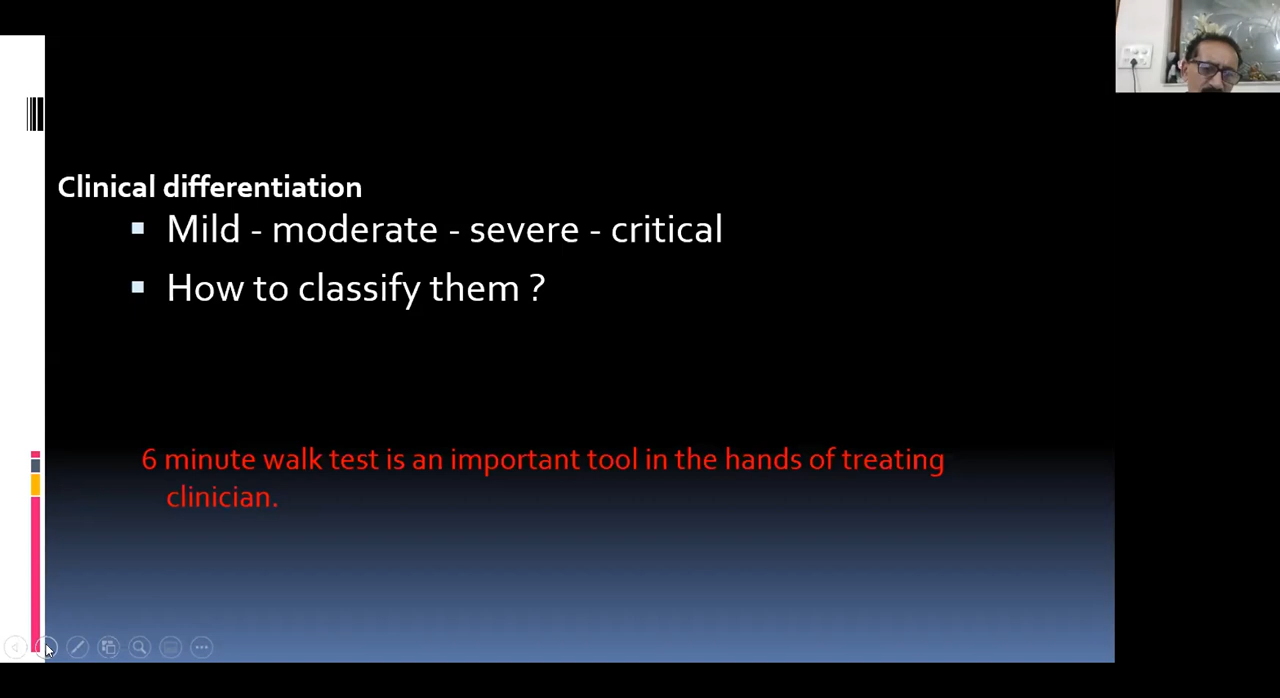 Clinical differentiation
Mild - moderate - severe - critical
How to classify them ?
6 minute walk test is an important tool in the hands of treating
clinician.